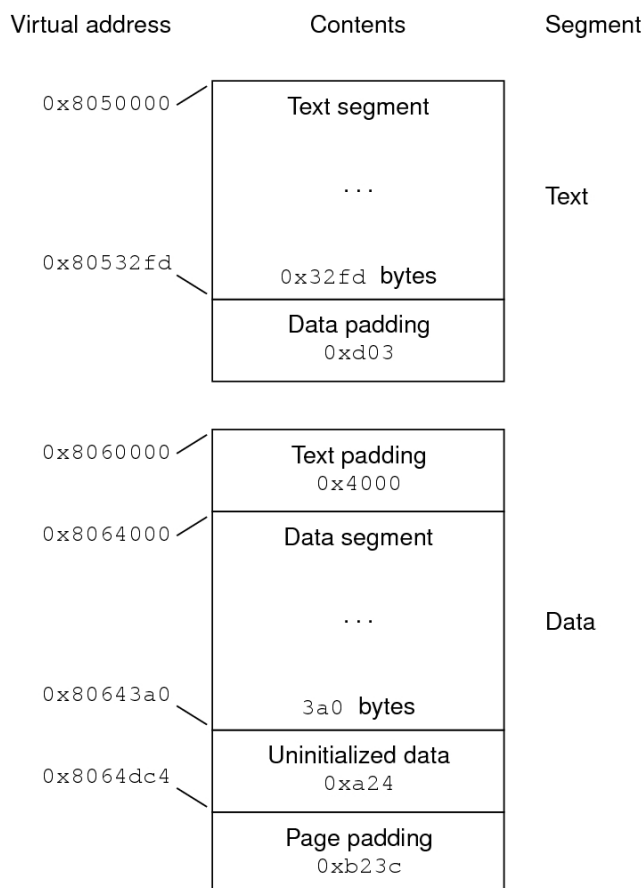 Virtual address Contents Segment
0x8050000 Text segment
...
Text
0x80532fd 0x32fd bytes
Data padding
0xd03
0x8060000 Text padding
0x4000
0x8064000 Data segment
...
Data
0x80643a0 3a0 bytes
Uninitialized data
0x8064dc4 0xa24
Page padding
0xb23c